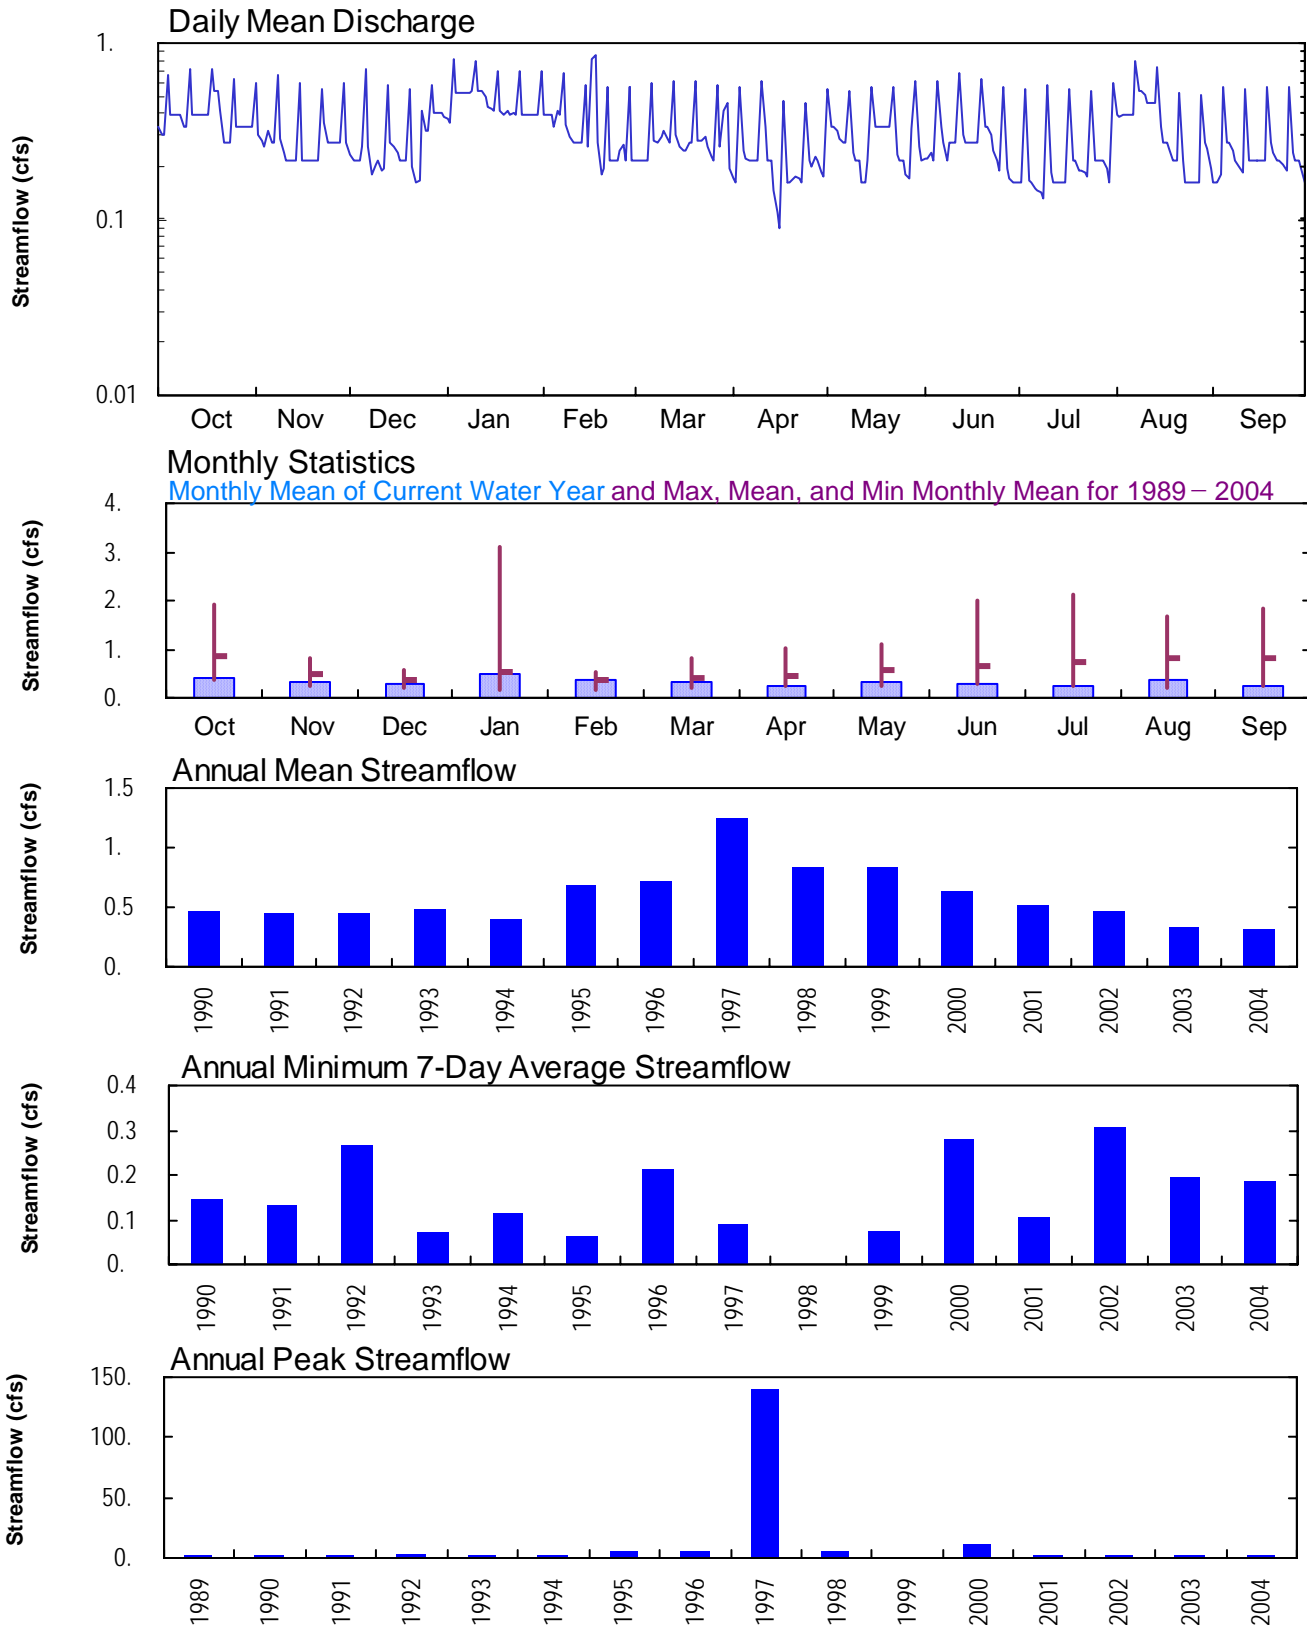 Daily Mean Discharge
Streamflow (cfs)
1.
0.1
0.01
Oct Nov Dec Jan Feb Mar Apr May Jun Jul Aug Sep
Monthly Statistics
Monthly Mean of Current Water Year and Max, Mean, and Min Monthly Mean for 1989 – 2004
Streamflow (cfs)
4.
3.
2.
1.
0.
Oct Nov Dec Jan Feb Mar Apr May Jun Jul Aug Sep
Annual Mean Streamflow
Streamflow (cfs)
1.5
1.
0.5
0.
1990 1991 1992 1993 1994 1995 1996 1997 1998 1999 2000 2001 2002 2003 2004
Annual Minimum 7-Day Average Streamflow
Streamflow (cfs)
0.4
0.3
0.2
0.1
0.
1990 1991 1992 1993 1994 1995 1996 1997 1998 1999 2000 2001 2002 2003 2004
Annual Peak Streamflow
Streamflow (cfs)
150.
100.
50.
0.
1989 1990 1991 1992 1993 1994 1995 1996 1997 1998 1999 2000 2001 2002 2003 2004